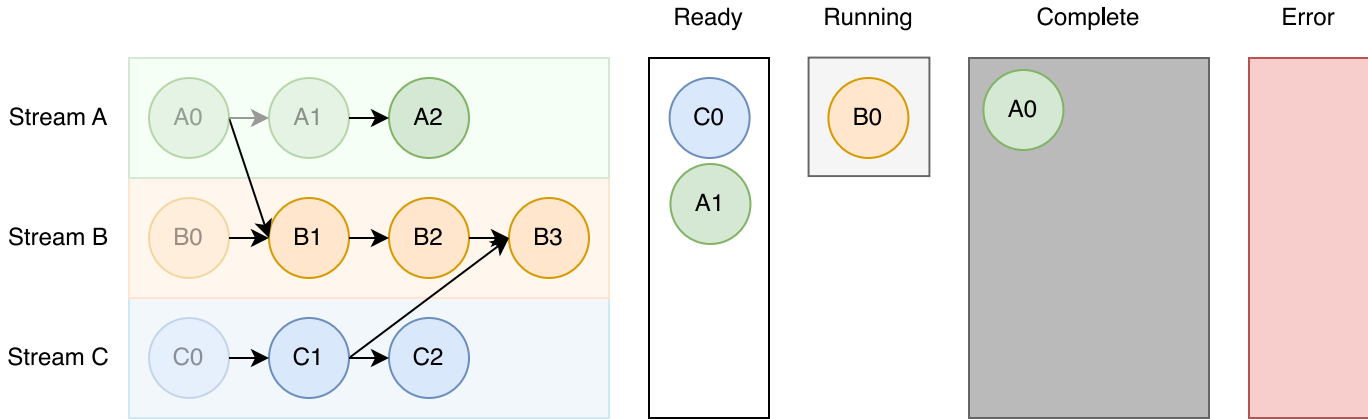 Ready Running Complete Error
Stream A A0 A1 A2 C0 B0 A0
A1
Stream B B0 B1 B2 B3
Stream C C0 C1 C2